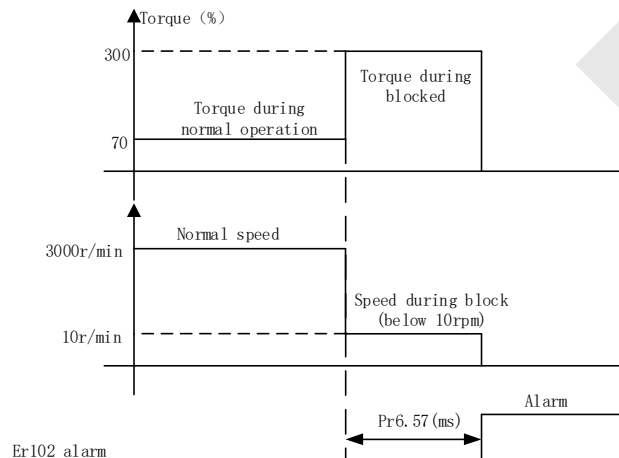 Torque (%)
300
Torque during
blocked
Torque during
normal operation
70
Normal speed
3000r/min
Speed during block
(below 10rpm)
10r/min
Alarm
Pr6.57(ms)
Er102 alarm